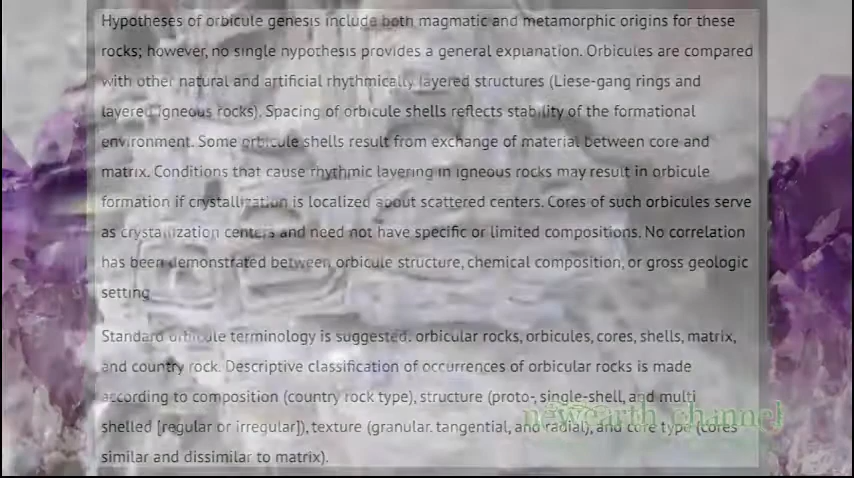 Hypotheses of orbicule genesis include both magmatic and metamorphic origins for these
rocks; however, no single hypothesis provides a general explanation. Orbicules are compared
with other natural and artificial rhythmically layered structures (Liese-gang rings and
layered igneous rocks). Spacing of orbicule shells reflects stability of the formational
environment. Some orbicule shells result from exchange of material between core and
matrix. Conditions that cause rhythmic layering in igneous rocks may result in orbicule
formation if crystallization is localized about scattered centers. Cores of such orbicules serve
as crystallization centers and need not have specific or limited compositions. No correlation
has been demonstrated between orbicule structure, chemical composition, or gross geologic
setting.
Standard orbicule terminology is suggested: orbicular rocks, orbicules, cores, shells, matrix,
and country rock. Descriptive classification of occurrences of orbicular rocks is made
according to composition (country rock type), structure (proto-, single-shell, and multi
shelled [regular or irregular]), texture (granular, tangential, and radial), and core type (cores
similar and dissimilar to matrix).
newearth channel